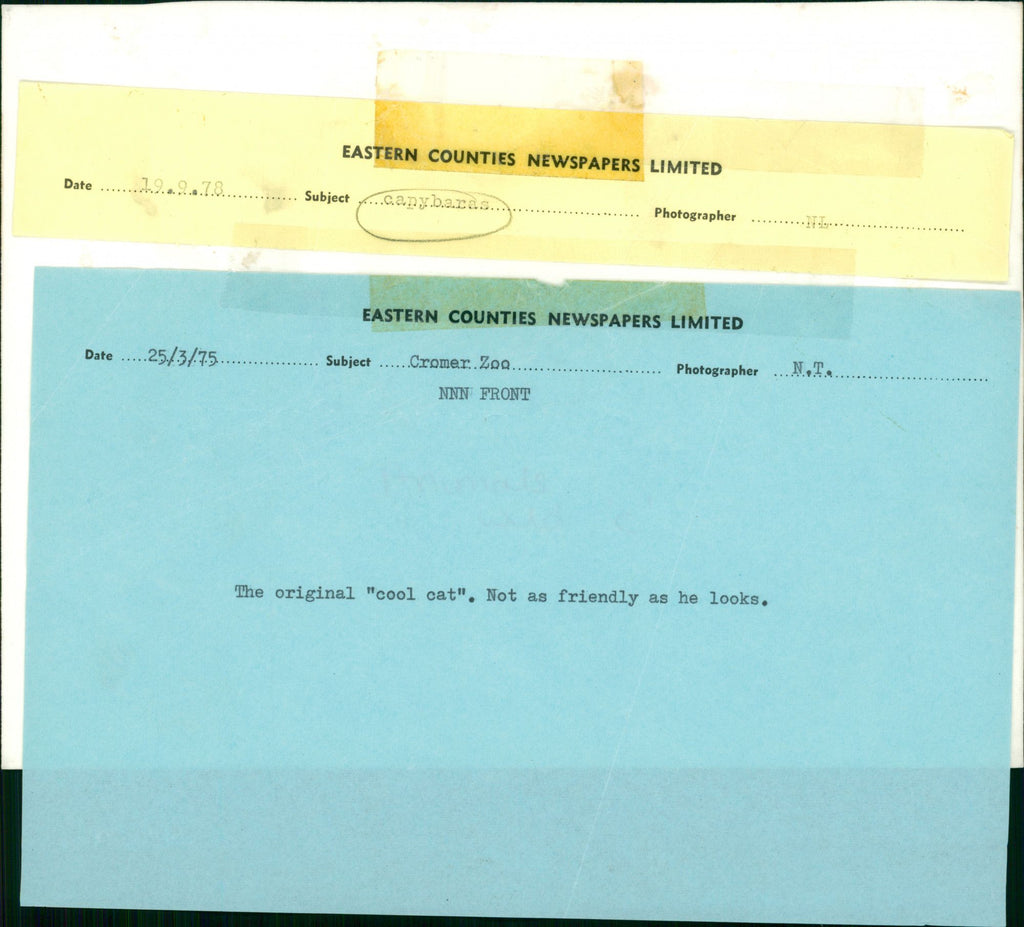 EASTERN COUNTIES NEWSPAPERS LIMITED
Date 19.9.78 Subject capybaras Photographer NL
EASTERN COUNTIES NEWSPAPERS LIMITED
Date 25/3/75 Subject Cromer Zoo Photographer N.T.
NNN FRONT
The original "cool cat". Not as friendly as he looks.